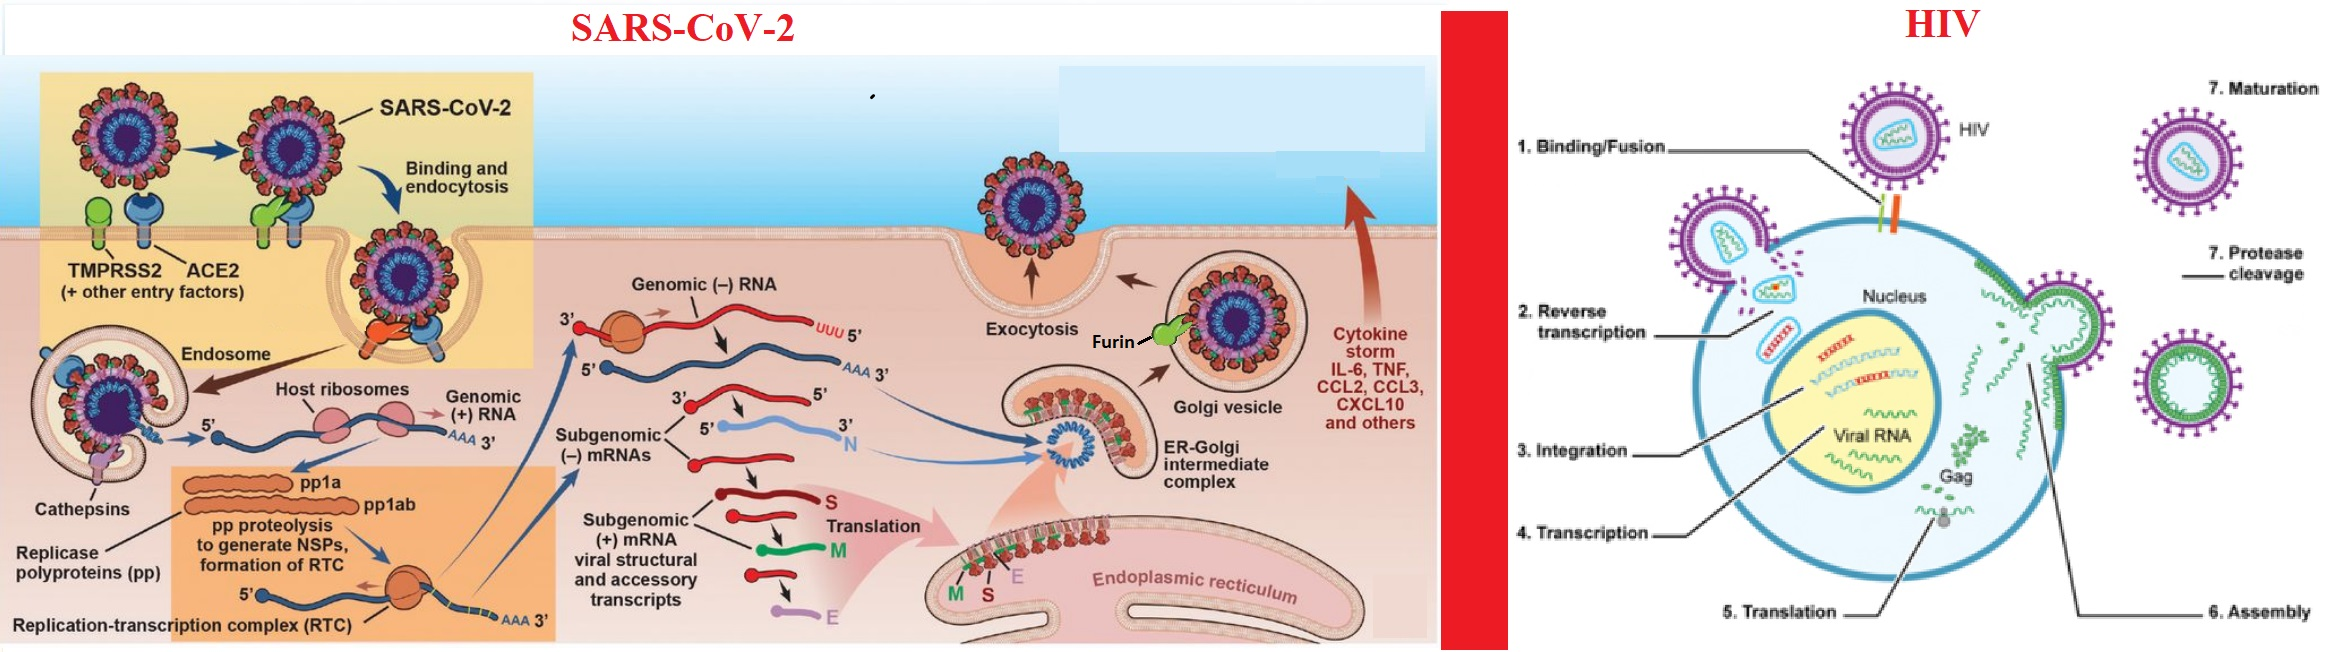 SARS-CoV-2
SARS-CoV-2
Binding and
endocytosis
TMPRSS2
(+ other entry factors)
ACE2
Endosome
Cathepsins
Host ribosomes
Genomic
(+) RNA
5'
AAA 3'
Replicase
polyproteins (pp)
pp1a
pp1ab
pp proteolysis
to generate NSPs,
formation of RTC
5'
AAA 3'
Replication-transcription complex (RTC)
Genomic (–) RNA
3'
UUU 5'
5'
AAA 3'
3'
5'
5'
3'
N
Subgenomic
(–) mRNAs
Subgenomic
(+) mRNA
viral structural
and accessory
transcripts
S
M
E
Translation
Exocytosis
Furin
Golgi vesicle
ER-Golgi
intermediate
complex
M
S
E
Endoplasmic recticulum
Cytokine
storm
IL-6, TNF,
CCL2, CCL3,
CXCL10
and others
HIV
HIV
1. Binding/Fusion
2. Reverse
transcription
3. Integration
4. Transcription
5. Translation
6. Assembly
7. Protease
cleavage
7. Maturation
Nucleus
Viral RNA
Gag